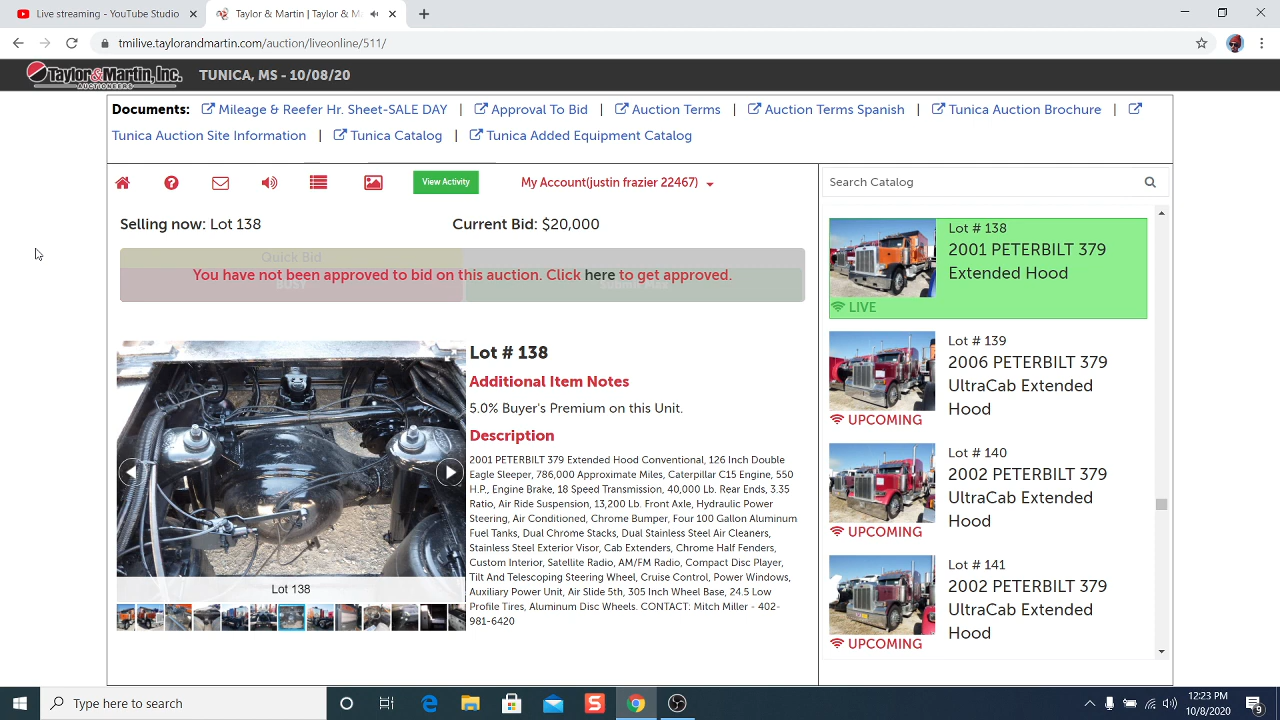 Live streaming - YouTube Studio
Taylor & Martin | Taylor & M
tmilive.taylorandmartin.com/auction/liveonline/511/
Taylor&Martin, Inc.
AUCTIONEERS
TUNICA, MS - 10/08/20
Documents: Mileage & Reefer Hr. Sheet-SALE DAY | Approval To Bid | Auction Terms | Auction Terms Spanish | Tunica Auction Brochure |
Tunica Auction Site Information | Tunica Catalog | Tunica Added Equipment Catalog
View Activity
My Account(justin frazier 22467)
Selling now: Lot 138
Current Bid: $20,000
Quick Bid
You have not been approved to bid on this auction. Click here to get approved.
BUSY
Submit Max
Lot 138
Lot # 138
Additional Item Notes
5.0% Buyer's Premium on this Unit.
Description
2001 PETERBILT 379 Extended Hood Conventional, 126 Inch Double
Eagle Sleeper, 786,000 Approximate Miles, Caterpillar C15 Engine, 550
H.P., Engine Brake, 18 Speed Transmission, 40,000 Lb. Rear Ends, 3.35
Ratio, Air Ride Suspension, 13,200 Lb. Front Axle, Hydraulic Power
Steering, Air Conditioned, Chrome Bumper, Four 100 Gallon Aluminum
Fuel Tanks, Dual Chrome Stacks, Dual Stainless Steel Air Cleaners,
Stainless Steel Exterior Visor, Cab Extenders, Chrome Half Fenders,
Custom Interior, Satellite Radio, AM/FM Radio, Compact Disc Player,
Tilt And Telescoping Steering Wheel, Cruise Control, Power Windows,
Auxiliary Power Unit, Air Slide 5th, 305 Inch Wheel Base, 24.5 Low
Profile Tires, Aluminum Disc Wheels. CONTACT: Mitch Miller - 402-
981-6420
Search Catalog
Lot # 138
2001 PETERBILT 379
Extended Hood
LIVE
Lot # 139
2006 PETERBILT 379
UltraCab Extended
Hood
UPCOMING
Lot # 140
2002 PETERBILT 379
UltraCab Extended
Hood
UPCOMING
Lot # 141
2002 PETERBILT 379
UltraCab Extended
Hood
UPCOMING
Type here to search
12:23 PM
10/8/2020
9